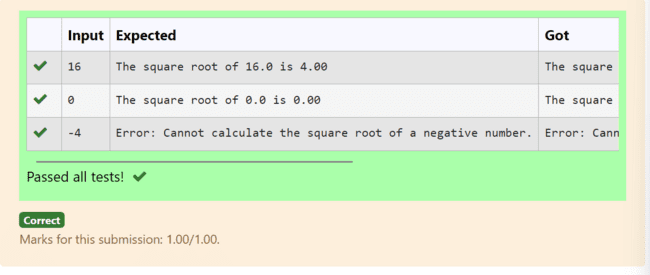 Input Expected Got
16 The square root of 16.0 is 4.00 The square
0 The square root of 0.0 is 0.00 The square
-4 Error: Cannot calculate the square root of a negative number. Error: Cann
Passed all tests!
Correct
Marks for this submission: 1.00/1.00.